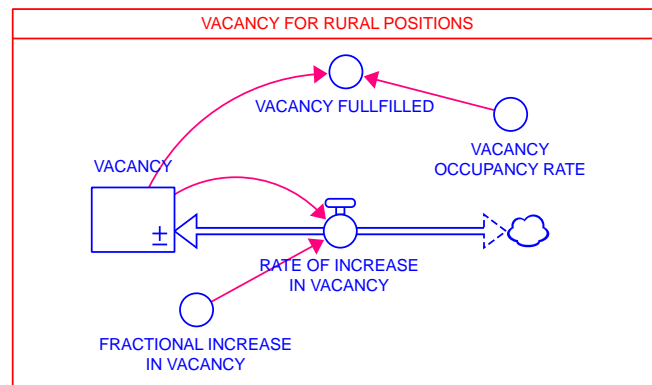 VACANCY FOR RURAL POSITIONS
VACANCY FULLFILLED
VACANCY
OCCUPANCY RATE
VACANCY
±
RATE OF INCREASE
IN VACANCY
FRACTIONAL INCREASE
IN VACANCY